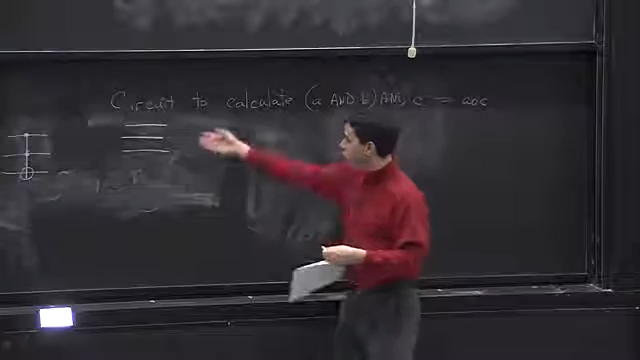 Circuit to calculate (a AND b) AND c = abc